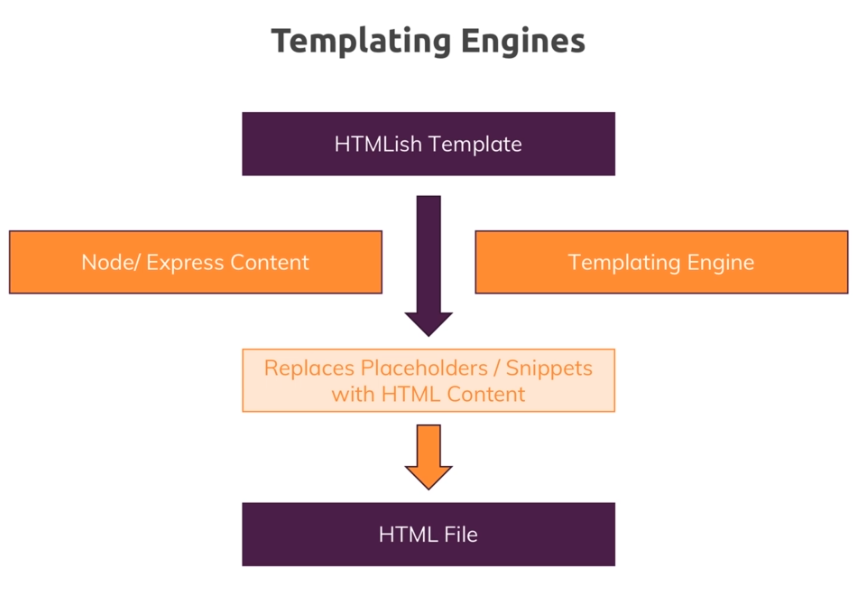 Templating Engines
HTMLish Template
Node/ Express Content
Templating Engine
Replaces Placeholders / Snippets
with HTML Content
HTML File